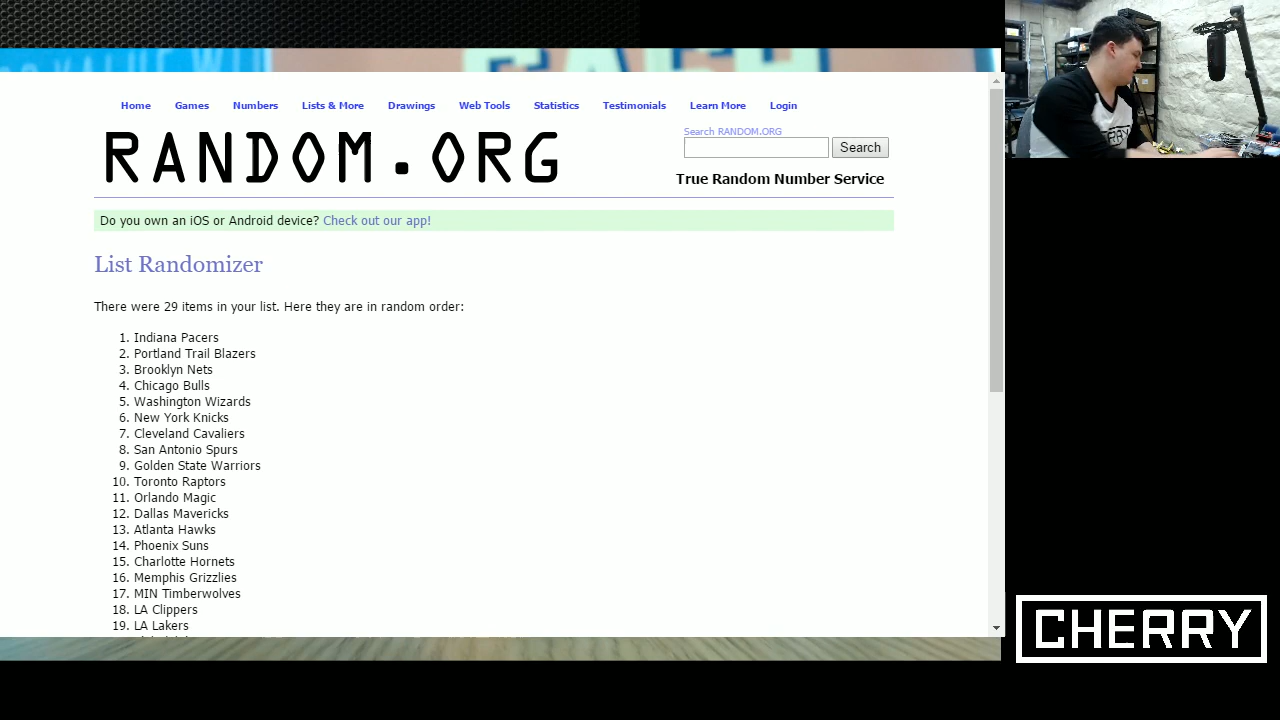 Home Games Numbers Lists & More Drawings Web Tools Statistics Testimonials Learn More Login
RANDOM.ORG
Search RANDOM.ORG
Search
True Random Number Service
Do you own an iOS or Android device? Check out our app!
List Randomizer
There were 29 items in your list. Here they are in random order:
1. Indiana Pacers
2. Portland Trail Blazers
3. Brooklyn Nets
4. Chicago Bulls
5. Washington Wizards
6. New York Knicks
7. Cleveland Cavaliers
8. San Antonio Spurs
9. Golden State Warriors
10. Toronto Raptors
11. Orlando Magic
12. Dallas Mavericks
13. Atlanta Hawks
14. Phoenix Suns
15. Charlotte Hornets
16. Memphis Grizzlies
17. MIN Timberwolves
18. LA Clippers
19. LA Lakers
CHERRY